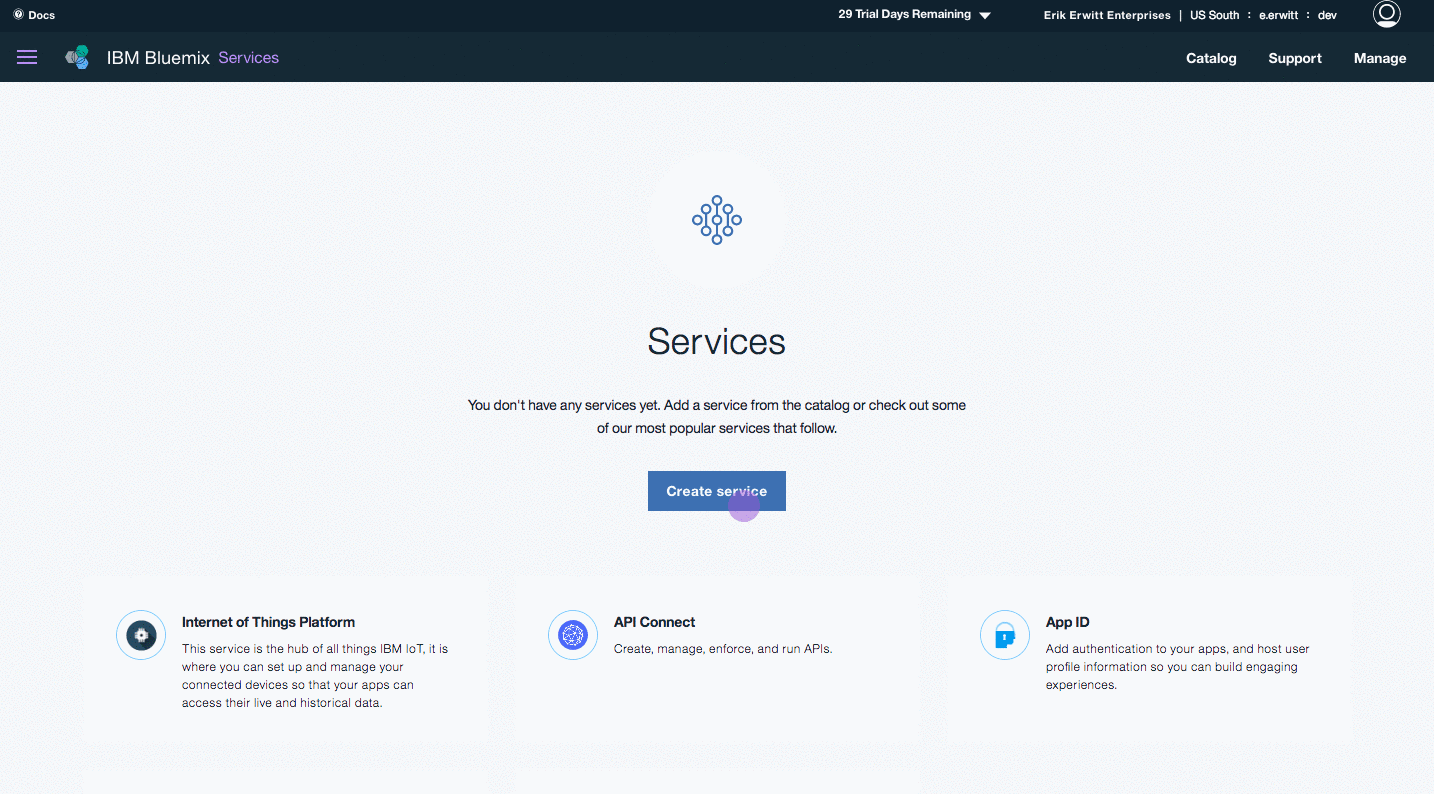 Docs
29 Trial Days Remaining
Erik Erwitt Enterprises | US South : e.erwitt : dev
IBM Bluemix Services
Catalog Support Manage
Services
You don't have any services yet. Add a service from the catalog or check out some
of our most popular services that follow.
Create service
Internet of Things Platform
This service is the hub of all things IBM IoT, it is
where you can set up and manage your
connected devices so that your apps can
access their live and historical data.
API Connect
Create, manage, enforce, and run APIs.
App ID
Add authentication to your apps, and host user
profile information so you can build engaging
experiences.